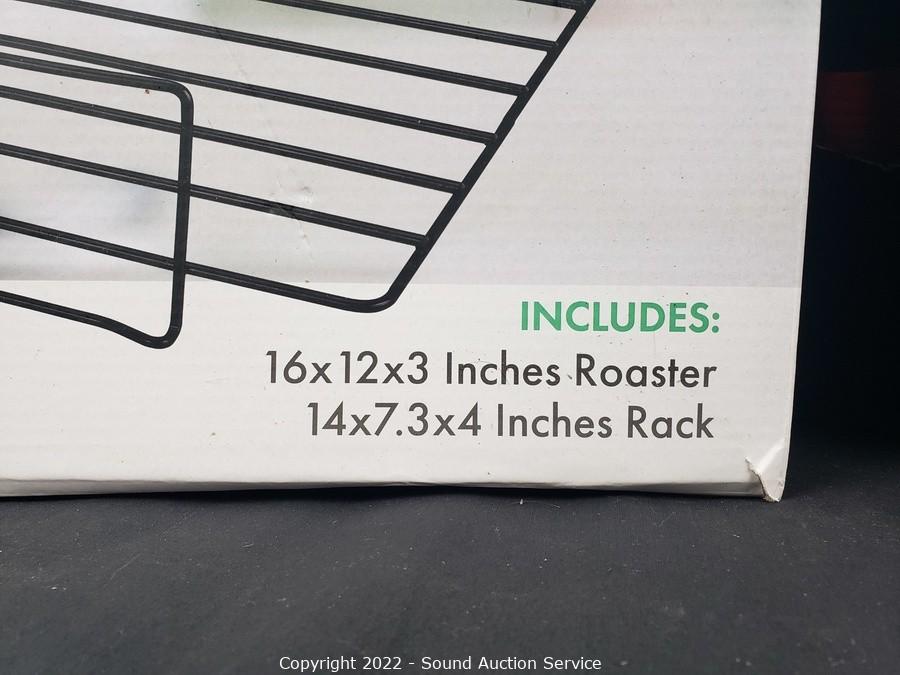 INCLUDES:
16x12x3 Inches Roaster
14x7.3x4 Inches Rack
Copyright 2022 - Sound Auction Service